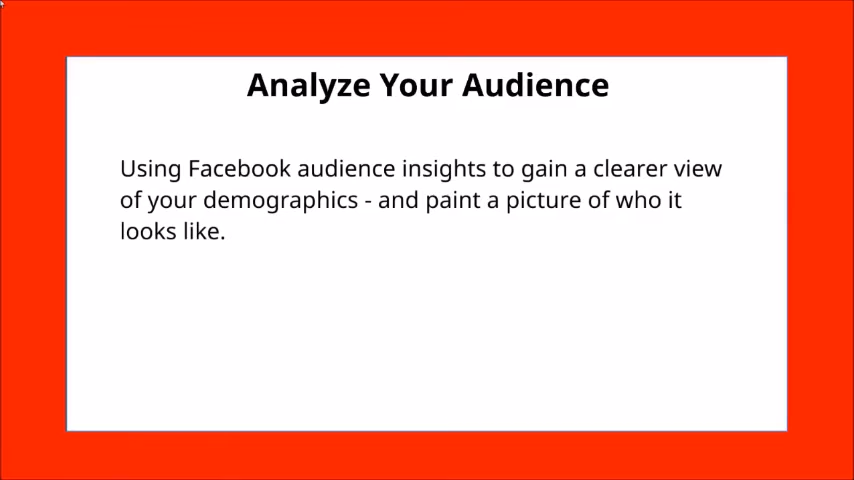 Analyze Your Audience
Using Facebook audience insights to gain a clearer view
of your demographics - and paint a picture of who it
looks like.